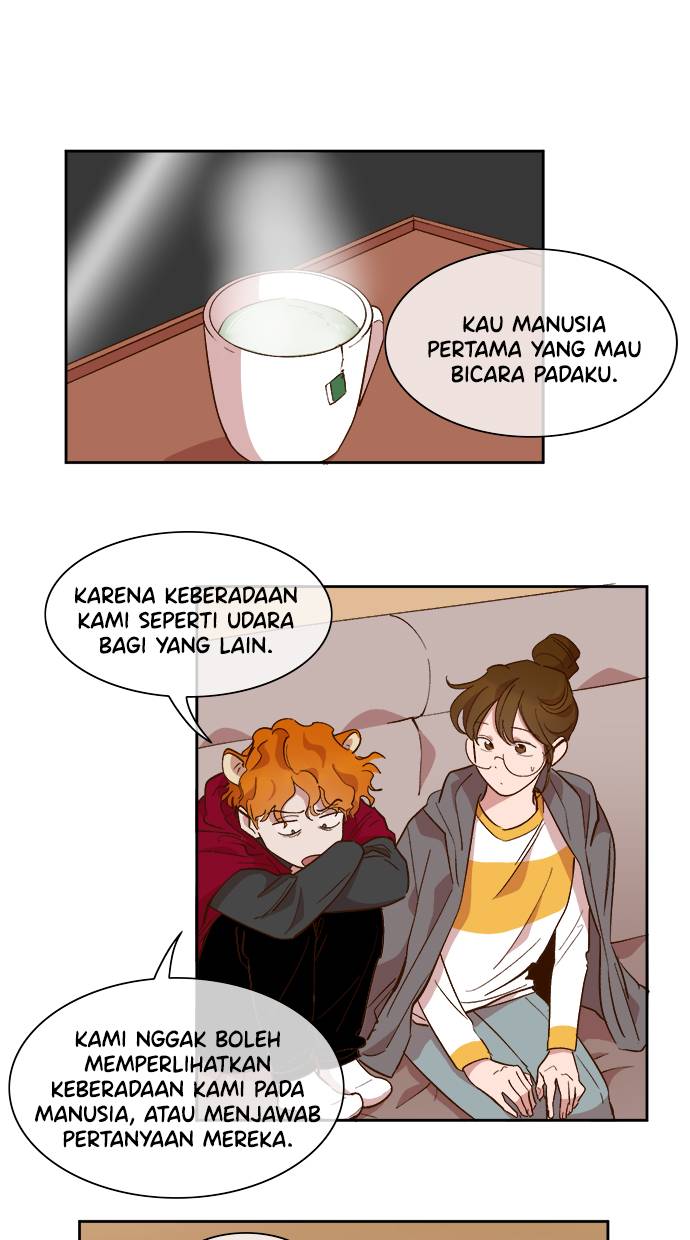 KAU MANUSIA
PERTAMA YANG MAU
BICARA PADAKU.
KARENA KEBERADAAN
KAMI SEPERTI UDARA
BAGI YANG LAIN.
KAMI NGGAK BOLEH
MEMPERLIHATKAN
KEBERADAAN KAMI PADA
MANUSIA, ATAU MENJAWAB
PERTANYAAN MEREKA.